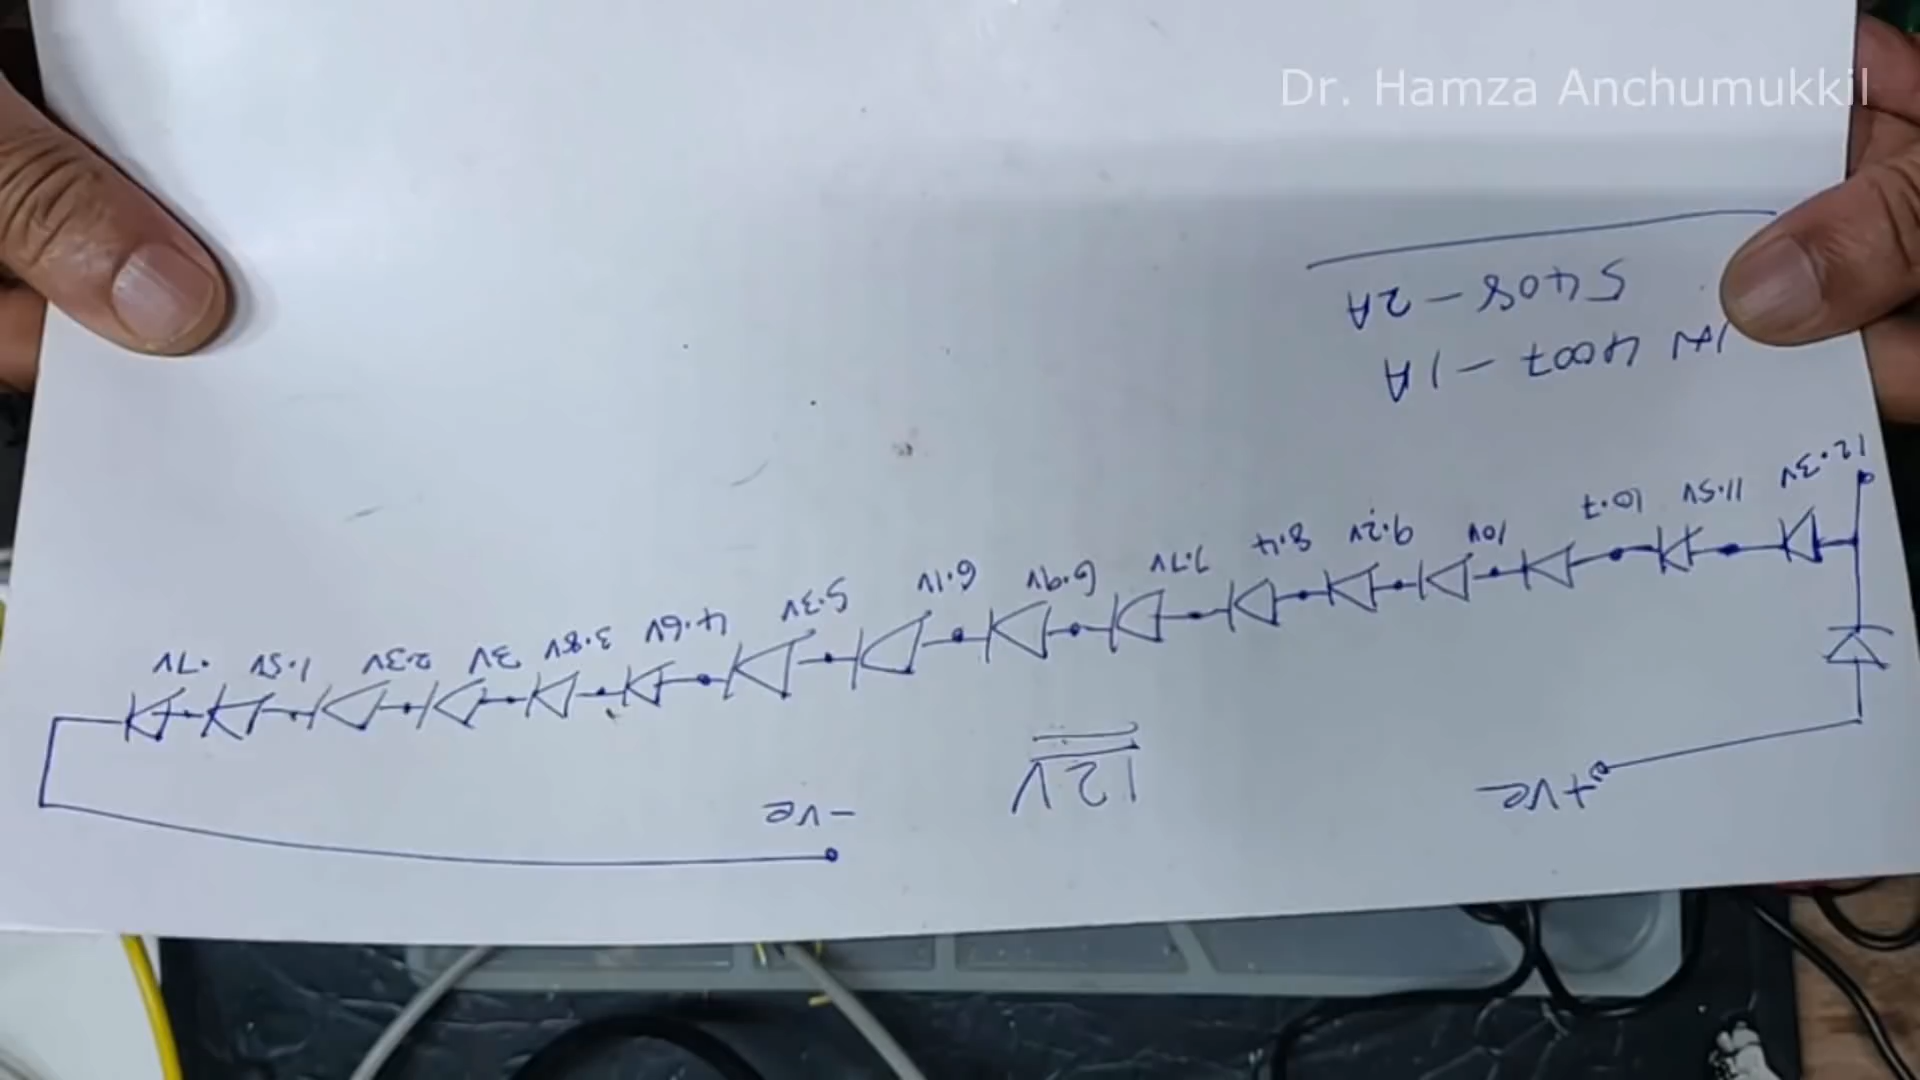 Dr. Hamza Anchumukkil
+ve
-ve
12V
12.3V 11.5V 10.7 10V 9.2V 8.4 7.7V 6.9V 6.1V 5.3V 4.6V 3.8V 3V 2.3V 1.5V .7V
IN 4007 - 1A
5408 - 2A